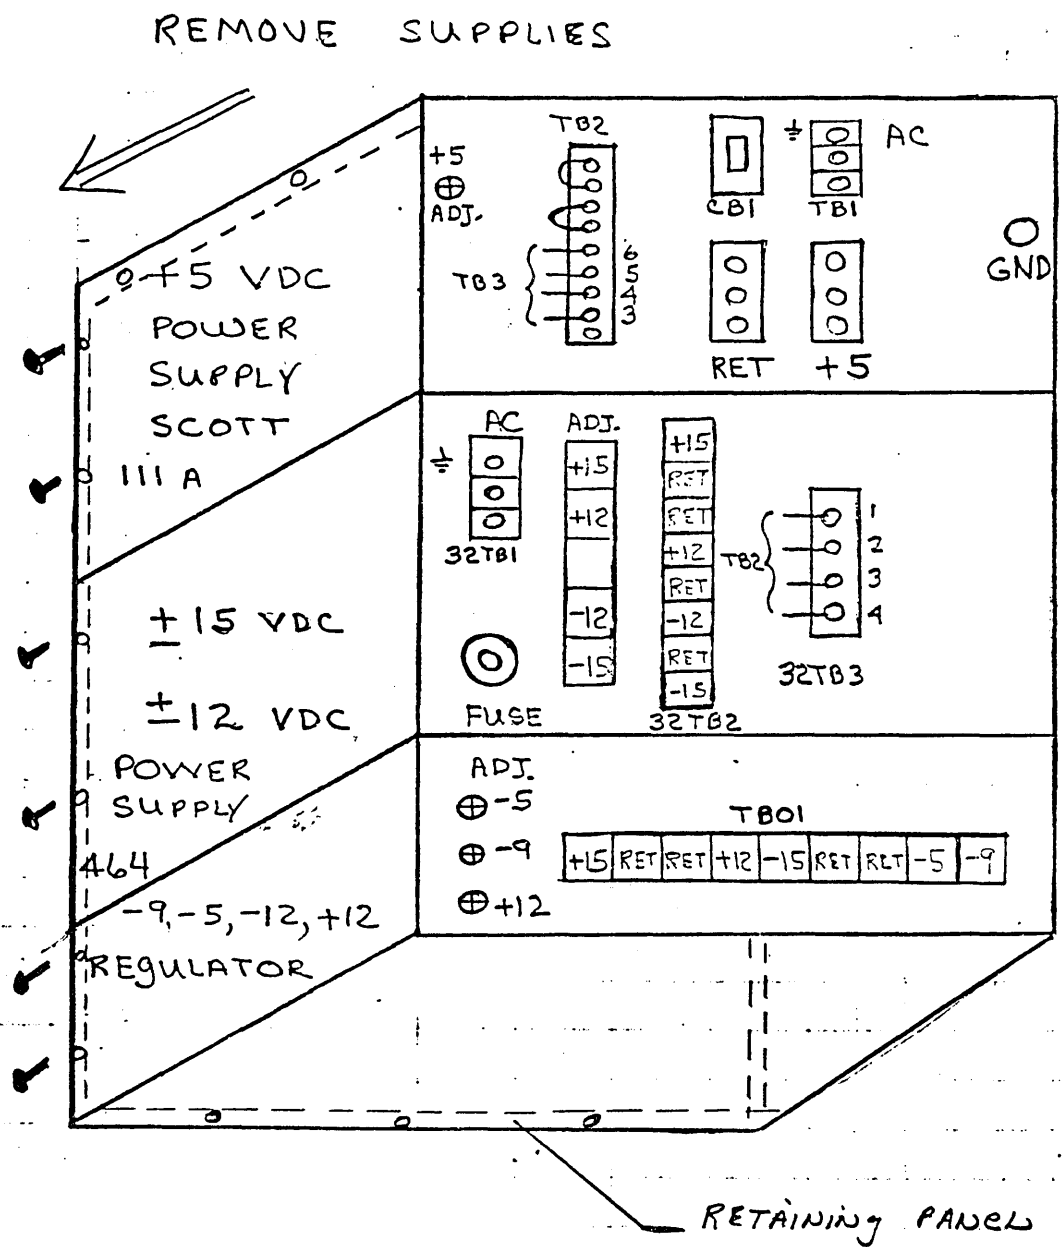 REMOVE SUPPLIES
+5
ADJ.
TB2
TB3
6
5
4
3
CB1
AC
TB1
GND
RET
+5
+5 VDC
POWER
SUPPLY
SCOTT
111 A
AC
32TB1
FUSE
ADJ.
+15
+12
-12
-15
+15
RET
RET
+12
RET
-12
RET
-15
32TB2
TB2
1
2
3
4
32TB3
± 15 VDC
± 12 VDC
POWER
SUPPLY
464
ADJ.
-5
-9
+12
TB01
+15 RET RET +12 -15 RET RET -5 -9
-9, -5, -12, +12
REGULATOR
RETAINING PANEL